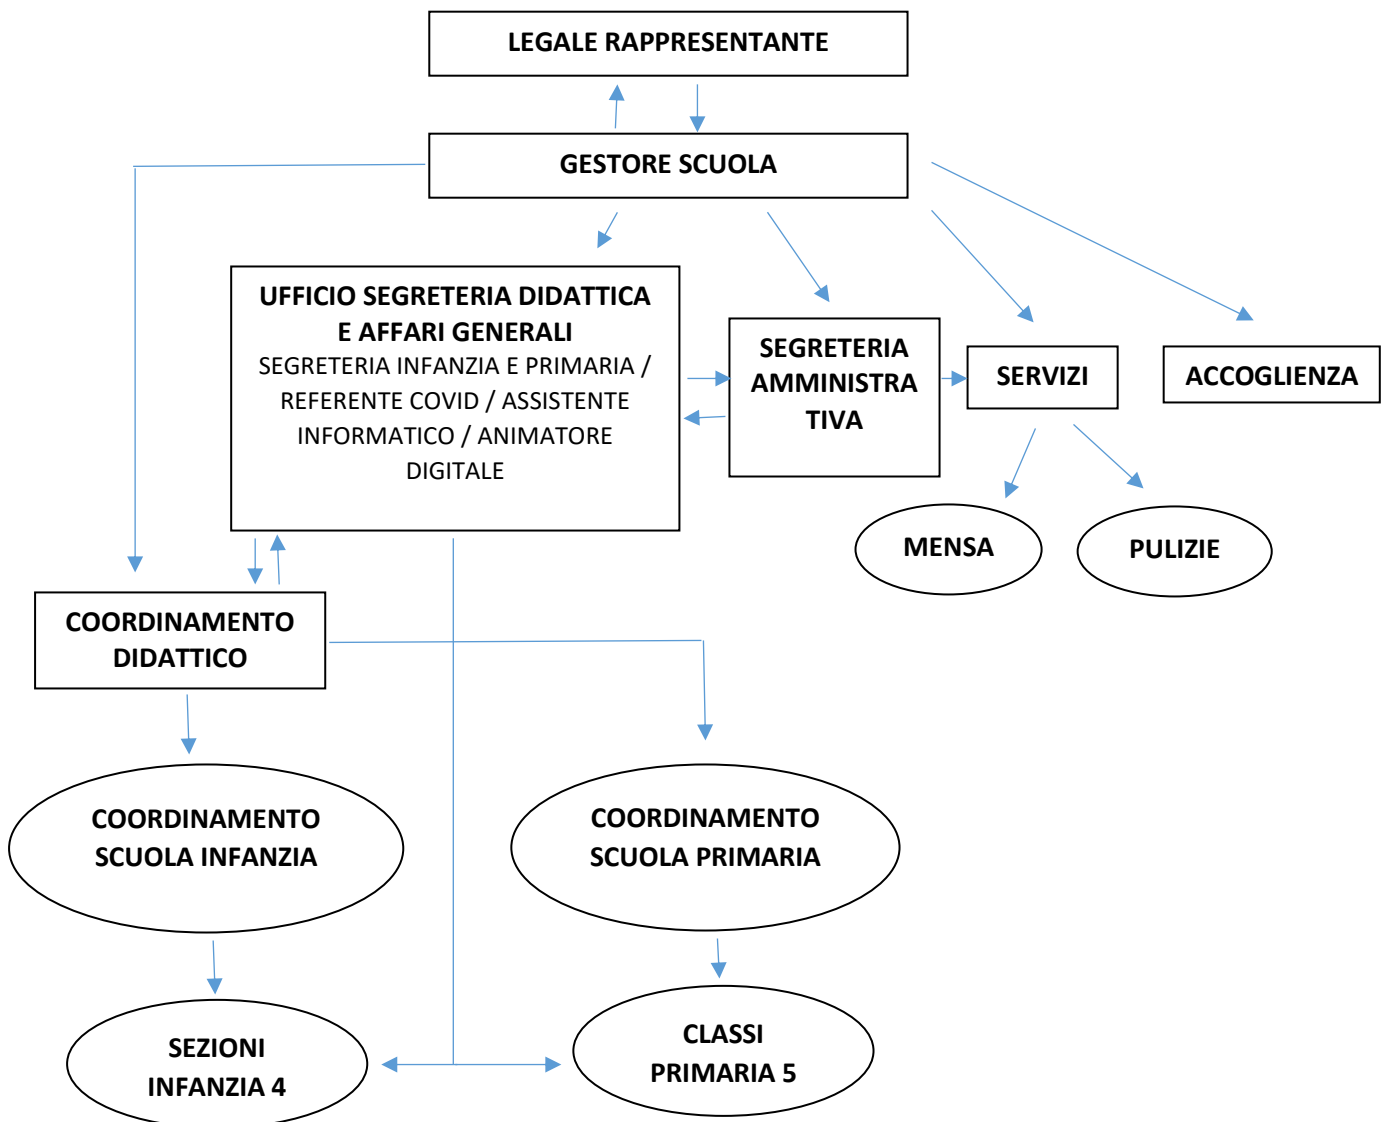 LEGALE RAPPRESENTANTE
GESTORE SCUOLA
UFFICIO SEGRETERIA DIDATTICA
E AFFARI GENERALI
SEGRETERIA INFANZIA E PRIMARIA /
REFERENTE COVID / ASSISTENTE
INFORMATICO / ANIMATORE
DIGITALE
SEGRETERIA
AMMINISTRA
TIVA
SERVIZI
ACCOGLIENZA
MENSA
PULIZIE
COORDINAMENTO
DIDATTICO
COORDINAMENTO
SCUOLA INFANZIA
COORDINAMENTO
SCUOLA PRIMARIA
SEZIONI
INFANZIA 4
CLASSI
PRIMARIA 5